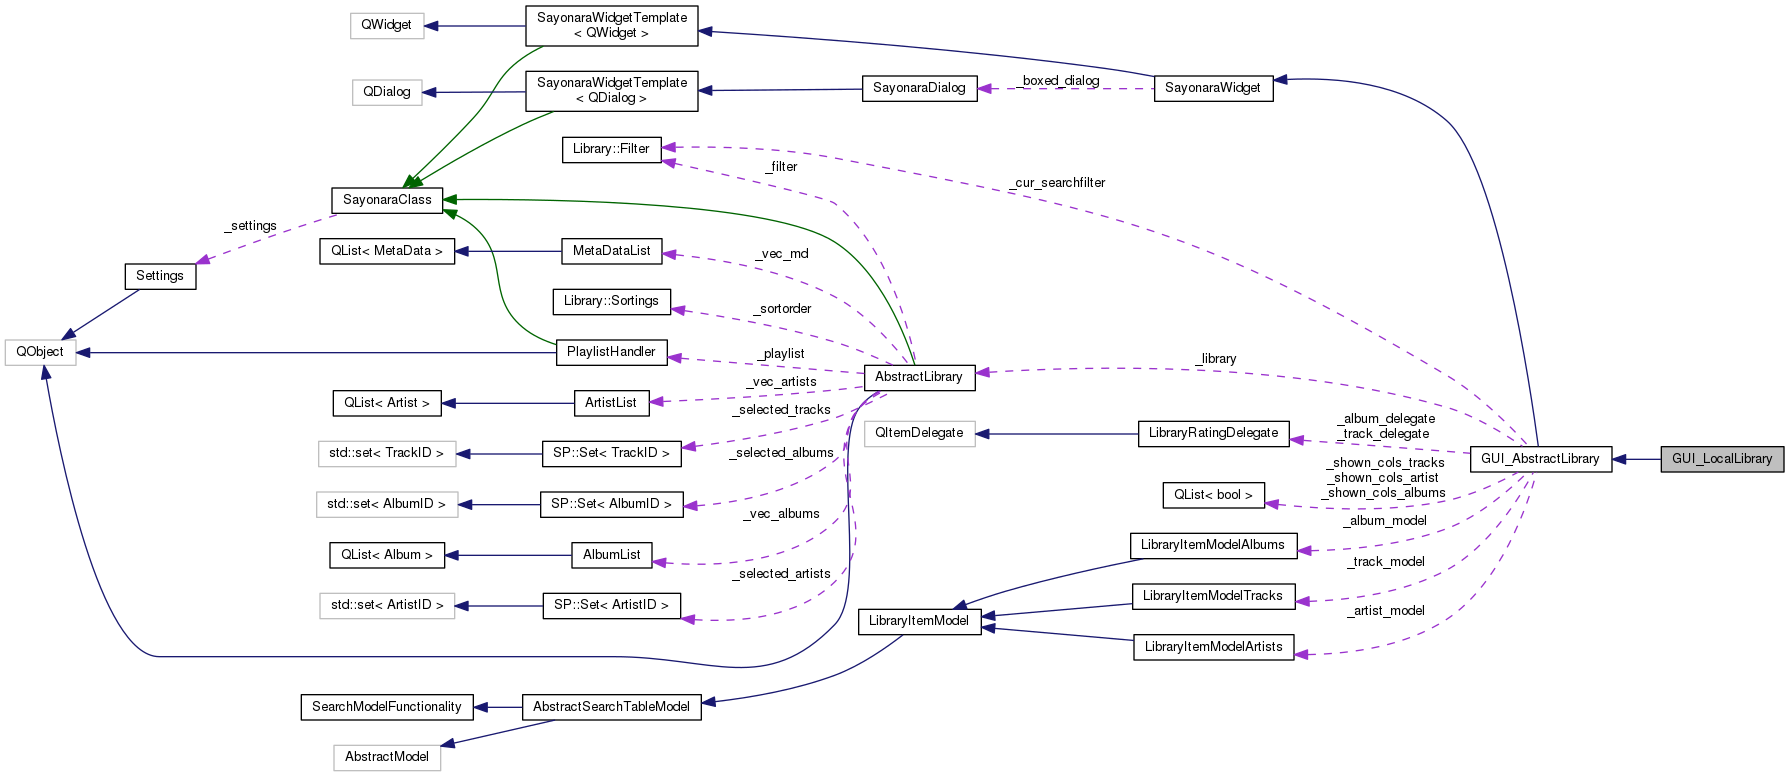 QWidget
SayonaraWidgetTemplate
< QWidget >
QDialog
SayonaraWidgetTemplate
< QDialog >
SayonaraDialog
_boxed_dialog
SayonaraWidget
Library::Filter
_filter
_cur_searchfilter
SayonaraClass
_settings
QList< MetaData >
MetaDataList
_vec_md
Settings
Library::Sortings
_sortorder
QObject
PlaylistHandler
_playlist
AbstractLibrary
_library
QList< Artist >
ArtistList
_vec_artists
_selected_tracks
QItemDelegate
LibraryRatingDelegate
_album_delegate
_track_delegate
std::set< TrackID >
SP::Set< TrackID >
_selected_albums
GUI_AbstractLibrary
GUI_LocalLibrary
_shown_cols_tracks
_shown_cols_artist
_shown_cols_albums
QList< bool >
std::set< AlbumID >
SP::Set< AlbumID >
_vec_albums
_album_model
QList< Album >
AlbumList
LibraryItemModelAlbums
_selected_artists
_track_model
std::set< ArtistID >
SP::Set< ArtistID >
LibraryItemModelTracks
_artist_model
LibraryItemModel
LibraryItemModelArtists
SearchModelFunctionality
AbstractSearchTableModel
AbstractModel